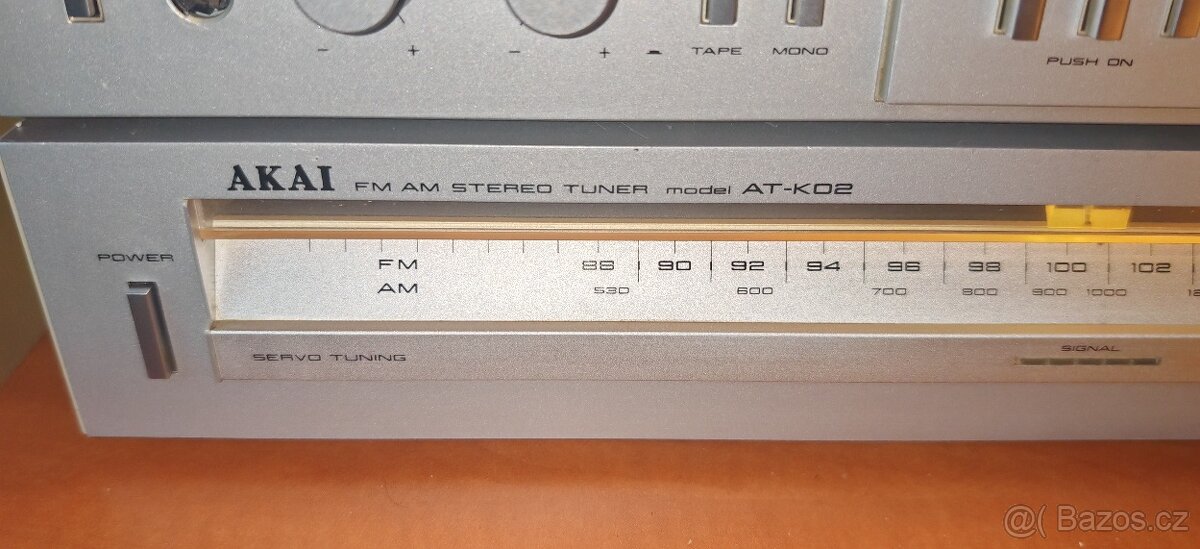 - + - + TAPE MONO
PUSH ON
AKAI FM AM STEREO TUNER model AT-K02
POWER
FM 88 90 92 94 96 98 100 102
AM 530 600 700 800 900 1000
SERVO TUNING
SIGNAL
@ Bazos.cz